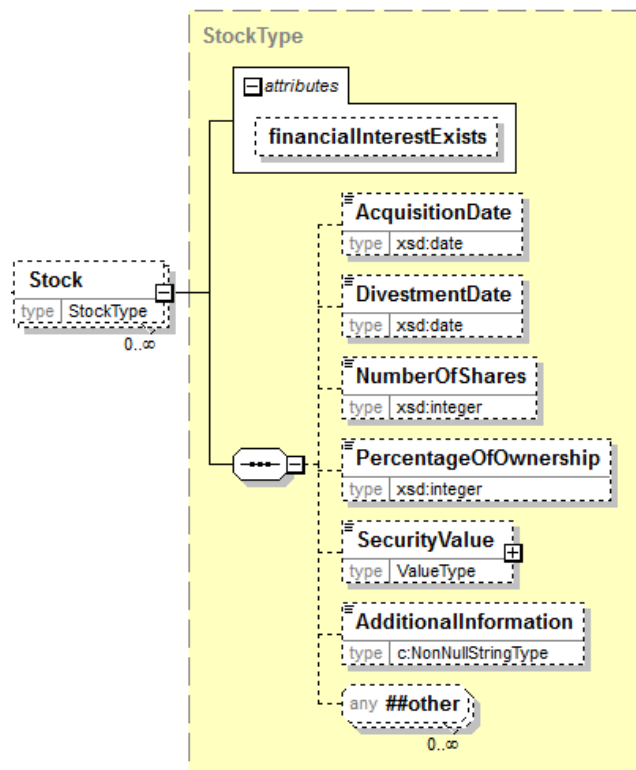 StockType
attributes
financialInterestExists
AcquisitionDate
type xsd:date
Stock
type StockType
0..∞
DivestmentDate
type xsd:date
NumberOfShares
type xsd:integer
PercentageOfOwnership
type xsd:integer
SecurityValue
type ValueType
AdditionalInformation
type c:NonNullStringType
any ##other
0..∞